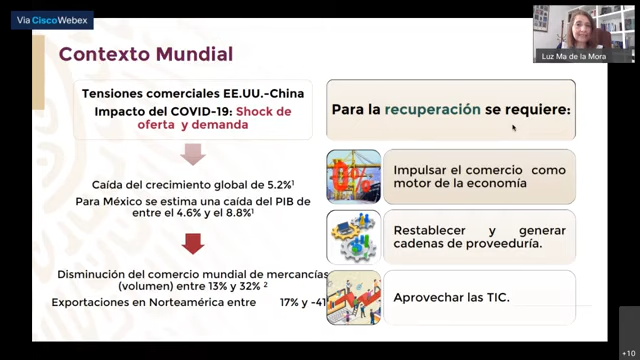 Via CiscoWebex
Luz Ma de la Mora
Contexto Mundial
Tensiones comerciales EE.UU.-China
Impacto del COVID-19: Shock de
oferta y demanda
Caída del crecimiento global de 5.2%¹
Para México se estima una caída del PIB de
entre el 4.6% y el 8.8%¹
Disminución del comercio mundial de mercancías
(volumen) entre 13% y 32% ²
Exportaciones en Norteamérica entre 17% y -41
Para la recuperación se requiere:
0%
Impulsar el comercio como
motor de la economía
Restablecer y generar
cadenas de proveeduría.
Aprovechar las TIC.
+10